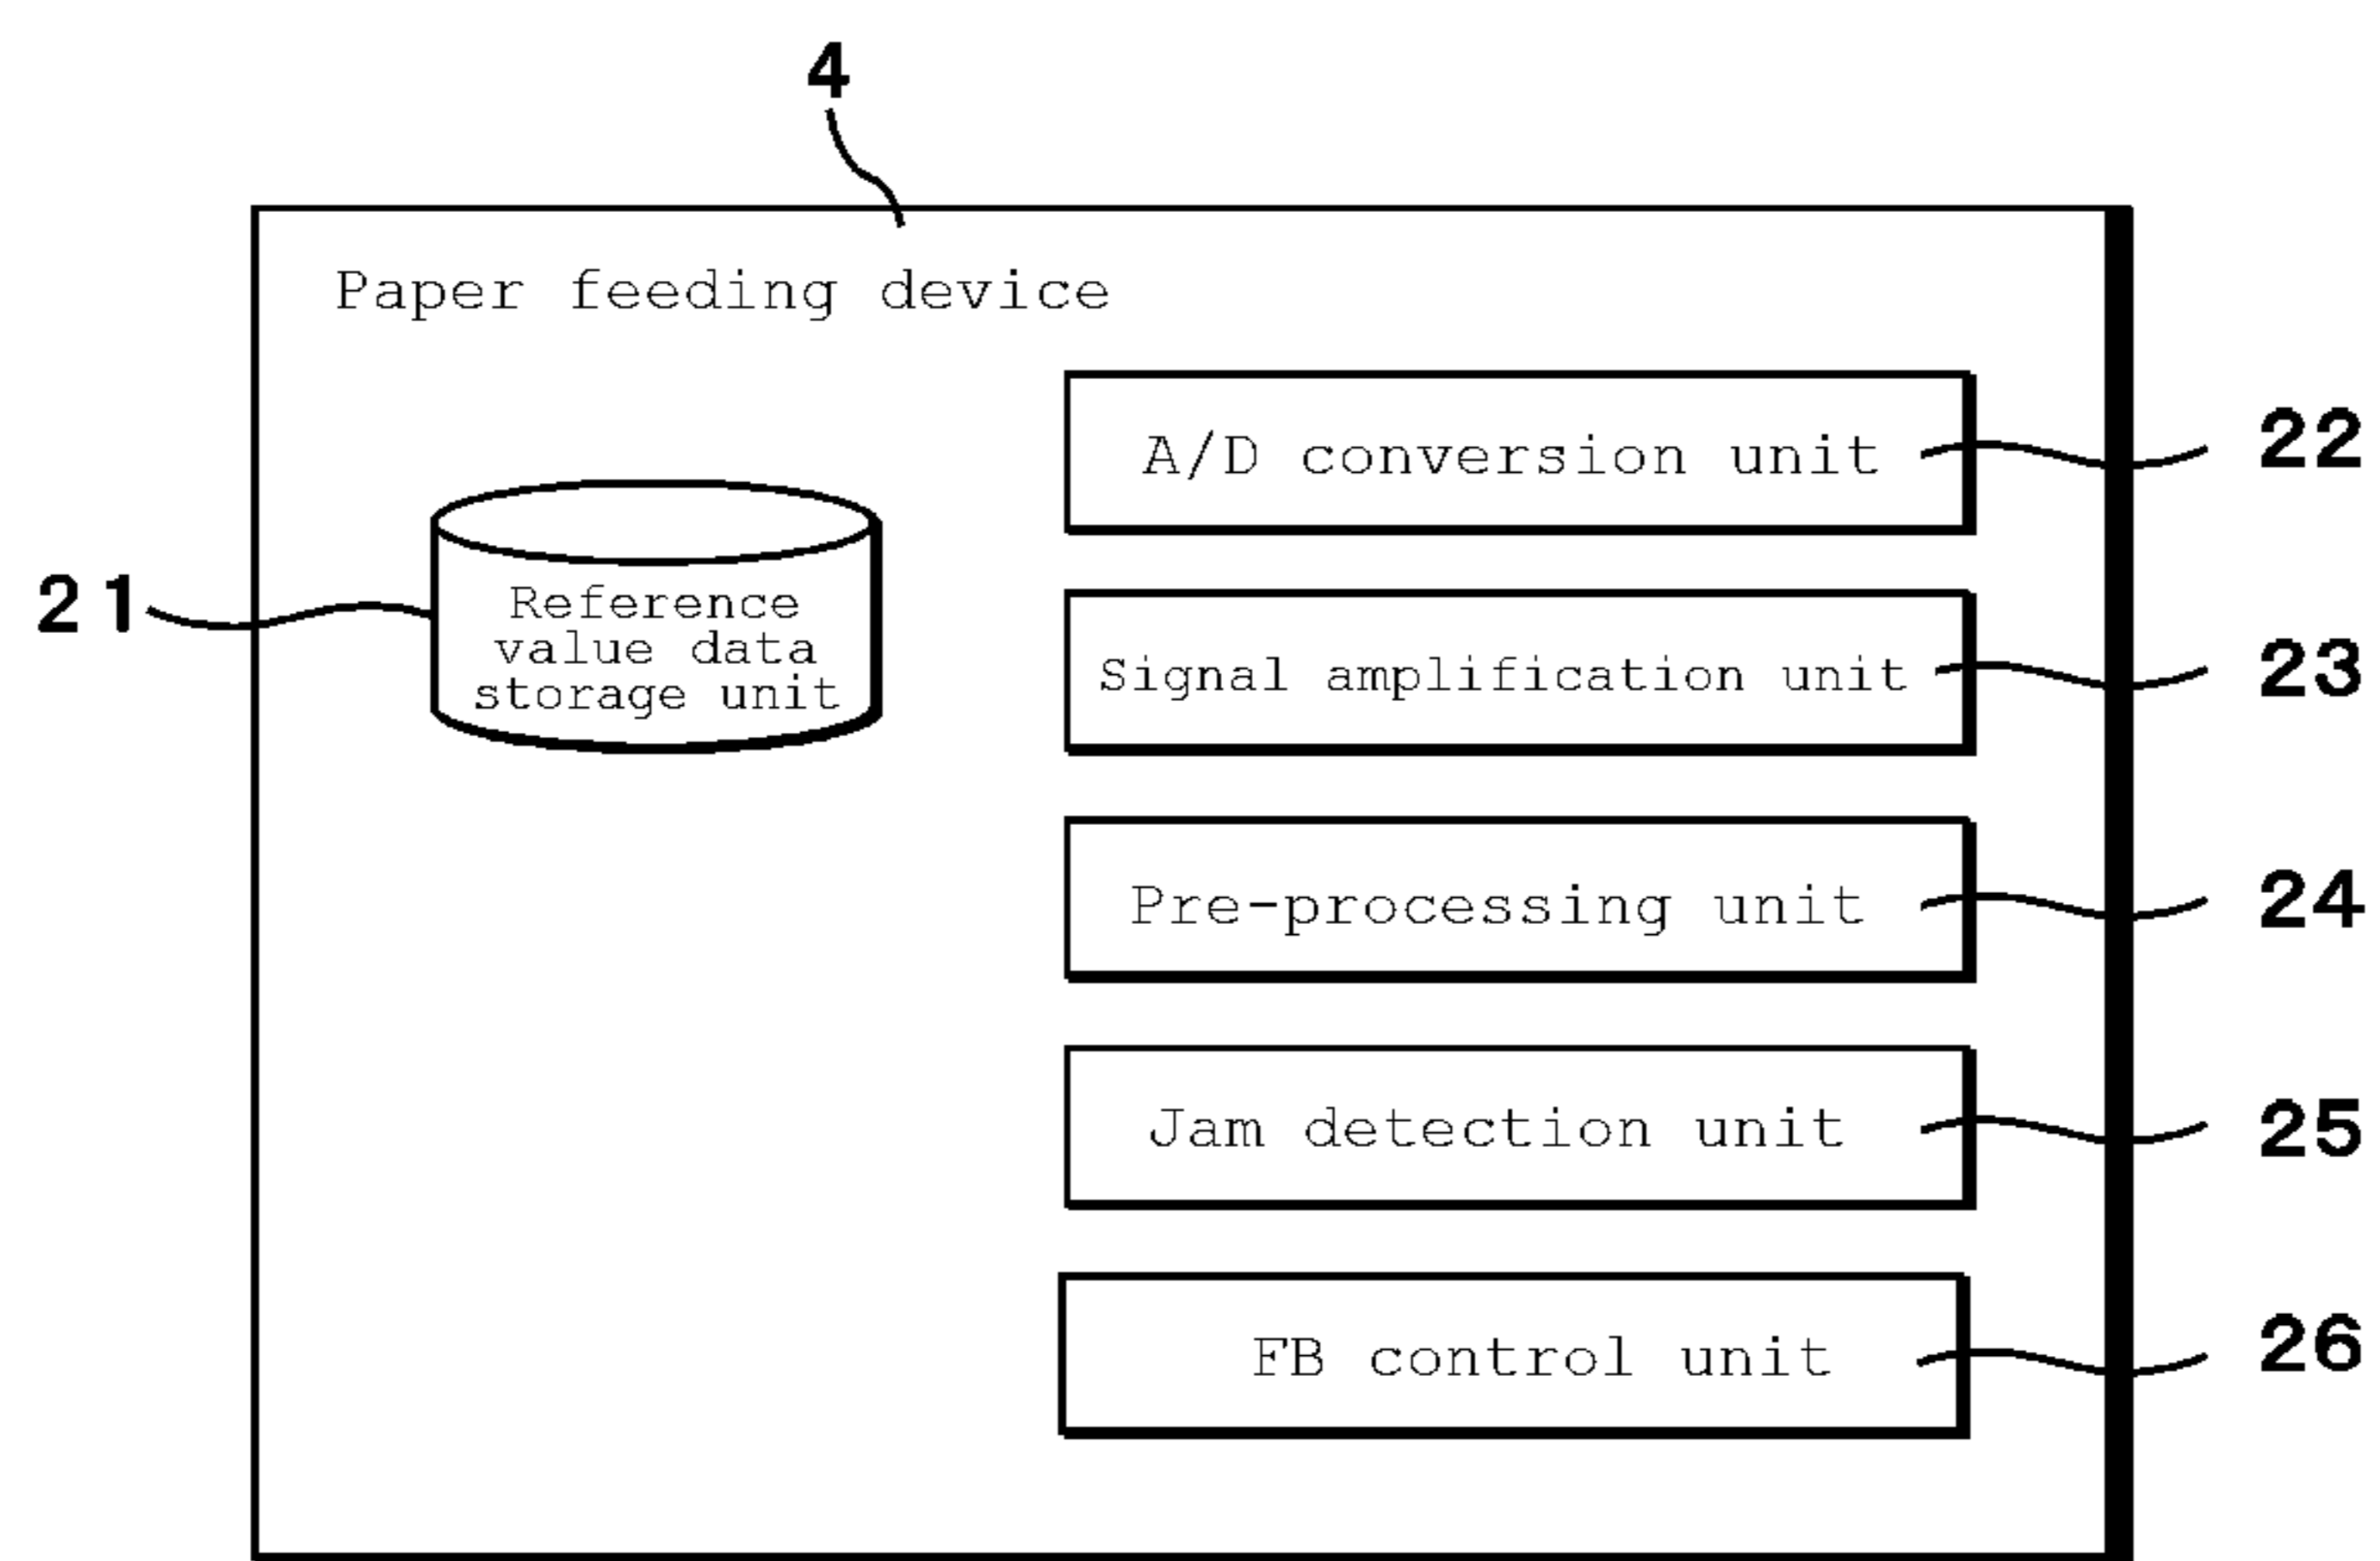 4
Paper feeding device
A/D conversion unit
22
21
Reference
value data
storage unit
Signal amplification unit
23
Pre-processing unit
24
Jam detection unit
25
FB control unit
26